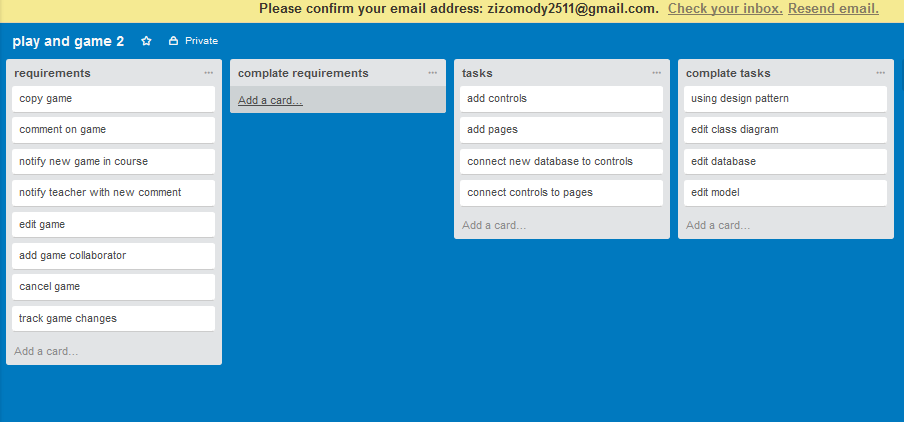 Please confirm your email address: zizomody2511@gmail.com. Check your inbox. Resend email.
play and game 2 Private
requirements
copy game
comment on game
notify new game in course
notify teacher with new comment
edit game
add game collaborator
cancel game
track game changes
Add a card...
complate requirements
Add a card...
tasks
add controls
add pages
connect new database to controls
connect controls to pages
Add a card...
complate tasks
using design pattern
edit class diagram
edit database
edit model
Add a card...